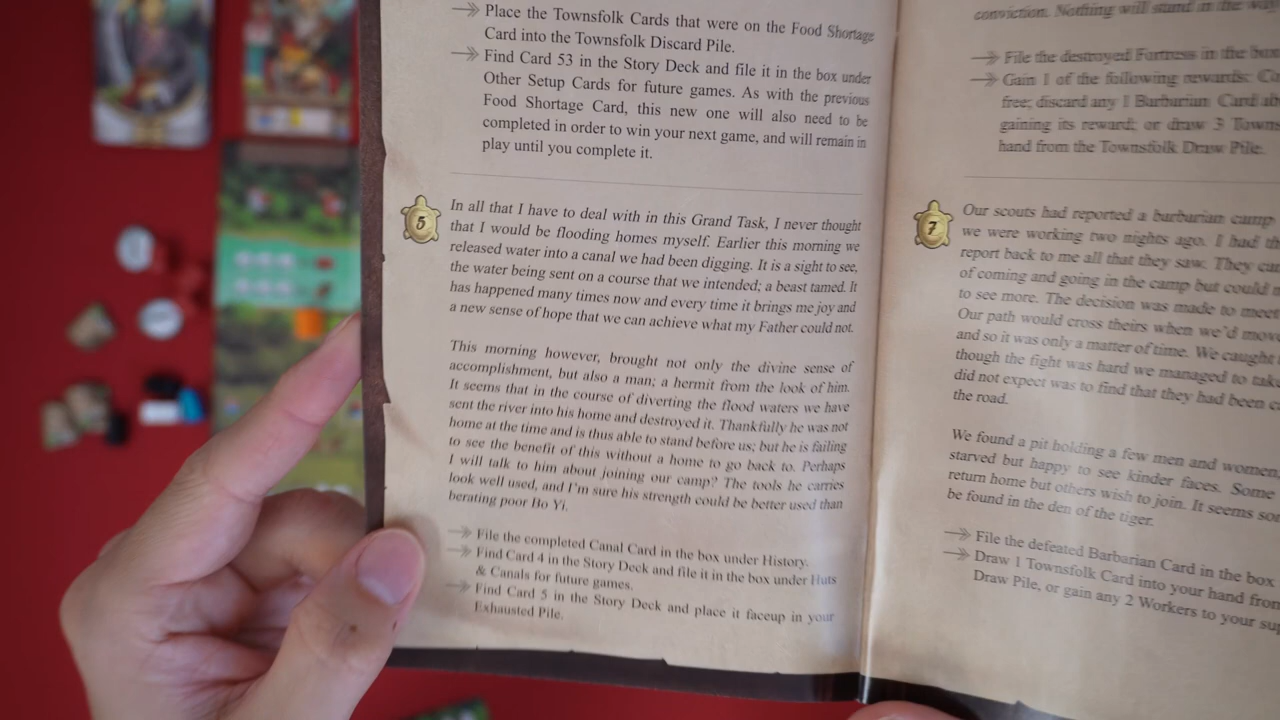 Place the Townsfolk Cards that were on the Food Shortage
Card into the Townsfolk Discard Pile.
Find Card 53 in the Story Deck and file it in the box under
Other Setup Cards for future games. As with the previous
Food Shortage Card, this new one will also need to be
completed in order to win your next game, and will remain in
play until you complete it.
5
In all that I have to deal with in this Grand Task, I never thought
that I would be flooding homes myself. Earlier this morning we
released water into a canal we had been digging. It is a sight to see,
the water being sent on a course that we intended; a beast tamed. It
has happened many times now and every time it brings me joy and
a new sense of hope that we can achieve what my Father could not.
This morning however, brought not only the divine sense of
accomplishment, but also a man; a hermit from the look of him.
It seems that in the course of diverting the flood waters we have
sent the river into his home and destroyed it. Thankfully he was not
home at the time and is thus able to stand before us; but he is failing
to see the benefit of this without a home to go back to. Perhaps
I will talk to him about joining our camp? The tools he carries
look well used, and I'm sure his strength could be better used than
berating poor Bo Yi.
File the completed Canal Card in the box under History.
Find Card 4 in the Story Deck and file it in the box under Huts
& Canals for future games.
Find Card 5 in the Story Deck and place it faceup in your
Exhausted Pile.
conviction. Nothing will stand in the way
File the destroyed Fortress in the box
Gain 1 of the following rewards:
free; discard any 1 Barbarian Card
gaining its reward; or draw 3
hand from the Townsfolk Draw Pile.
7
Our scouts had reported a barbarian camp
we were working two nights ago. I had
report back to me all that they saw. They
of coming and going in the camp but could
to see more. The decision was made to meet
Our path would cross theirs when we'd
and so it was only a matter of time. We caught
though the fight was hard we managed to
did not expect was to find that they had been
the road.
We found a pit holding a few men and women,
starved but happy to see kinder faces. Some
return home but others wish to join. It seems
be found in the den of the tiger.
File the defeated Barbarian Card in the box
Draw 1 Townsfolk Card into your hand from
Draw Pile, or gain any 2 Workers to your